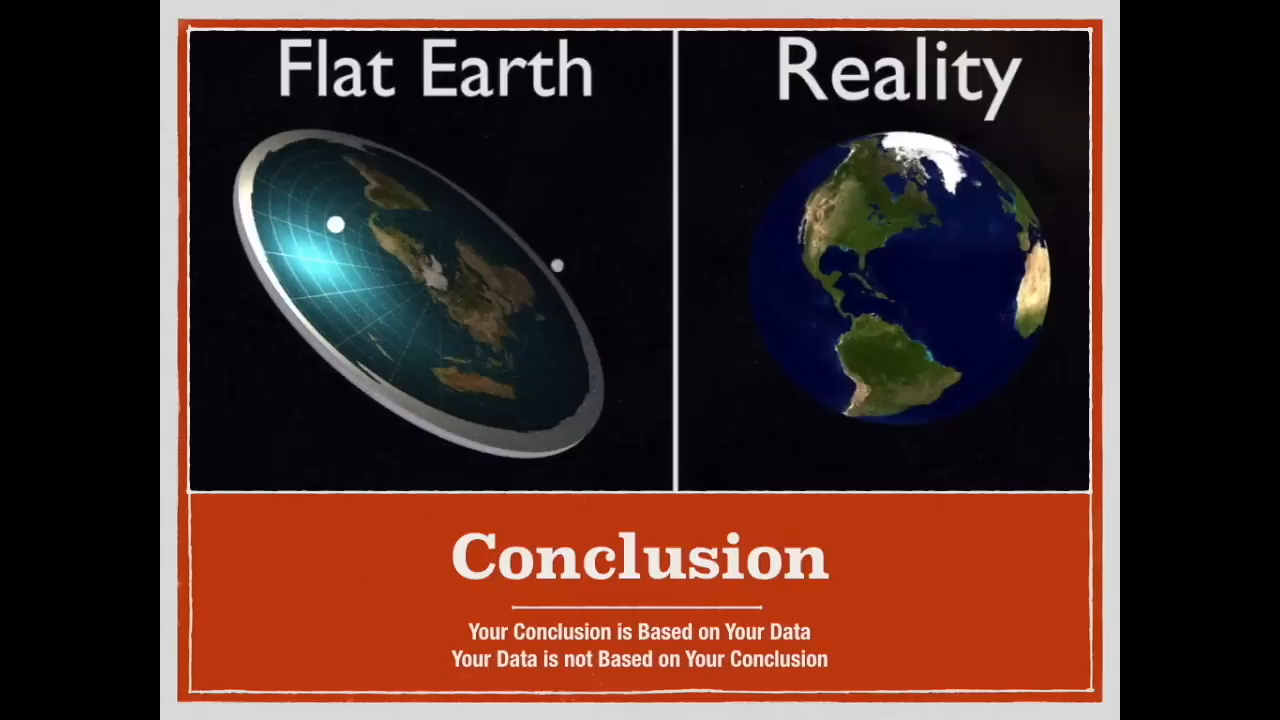 Flat Earth
Reality
Conclusion
Your Conclusion is Based on Your Data
Your Data is not Based on Your Conclusion